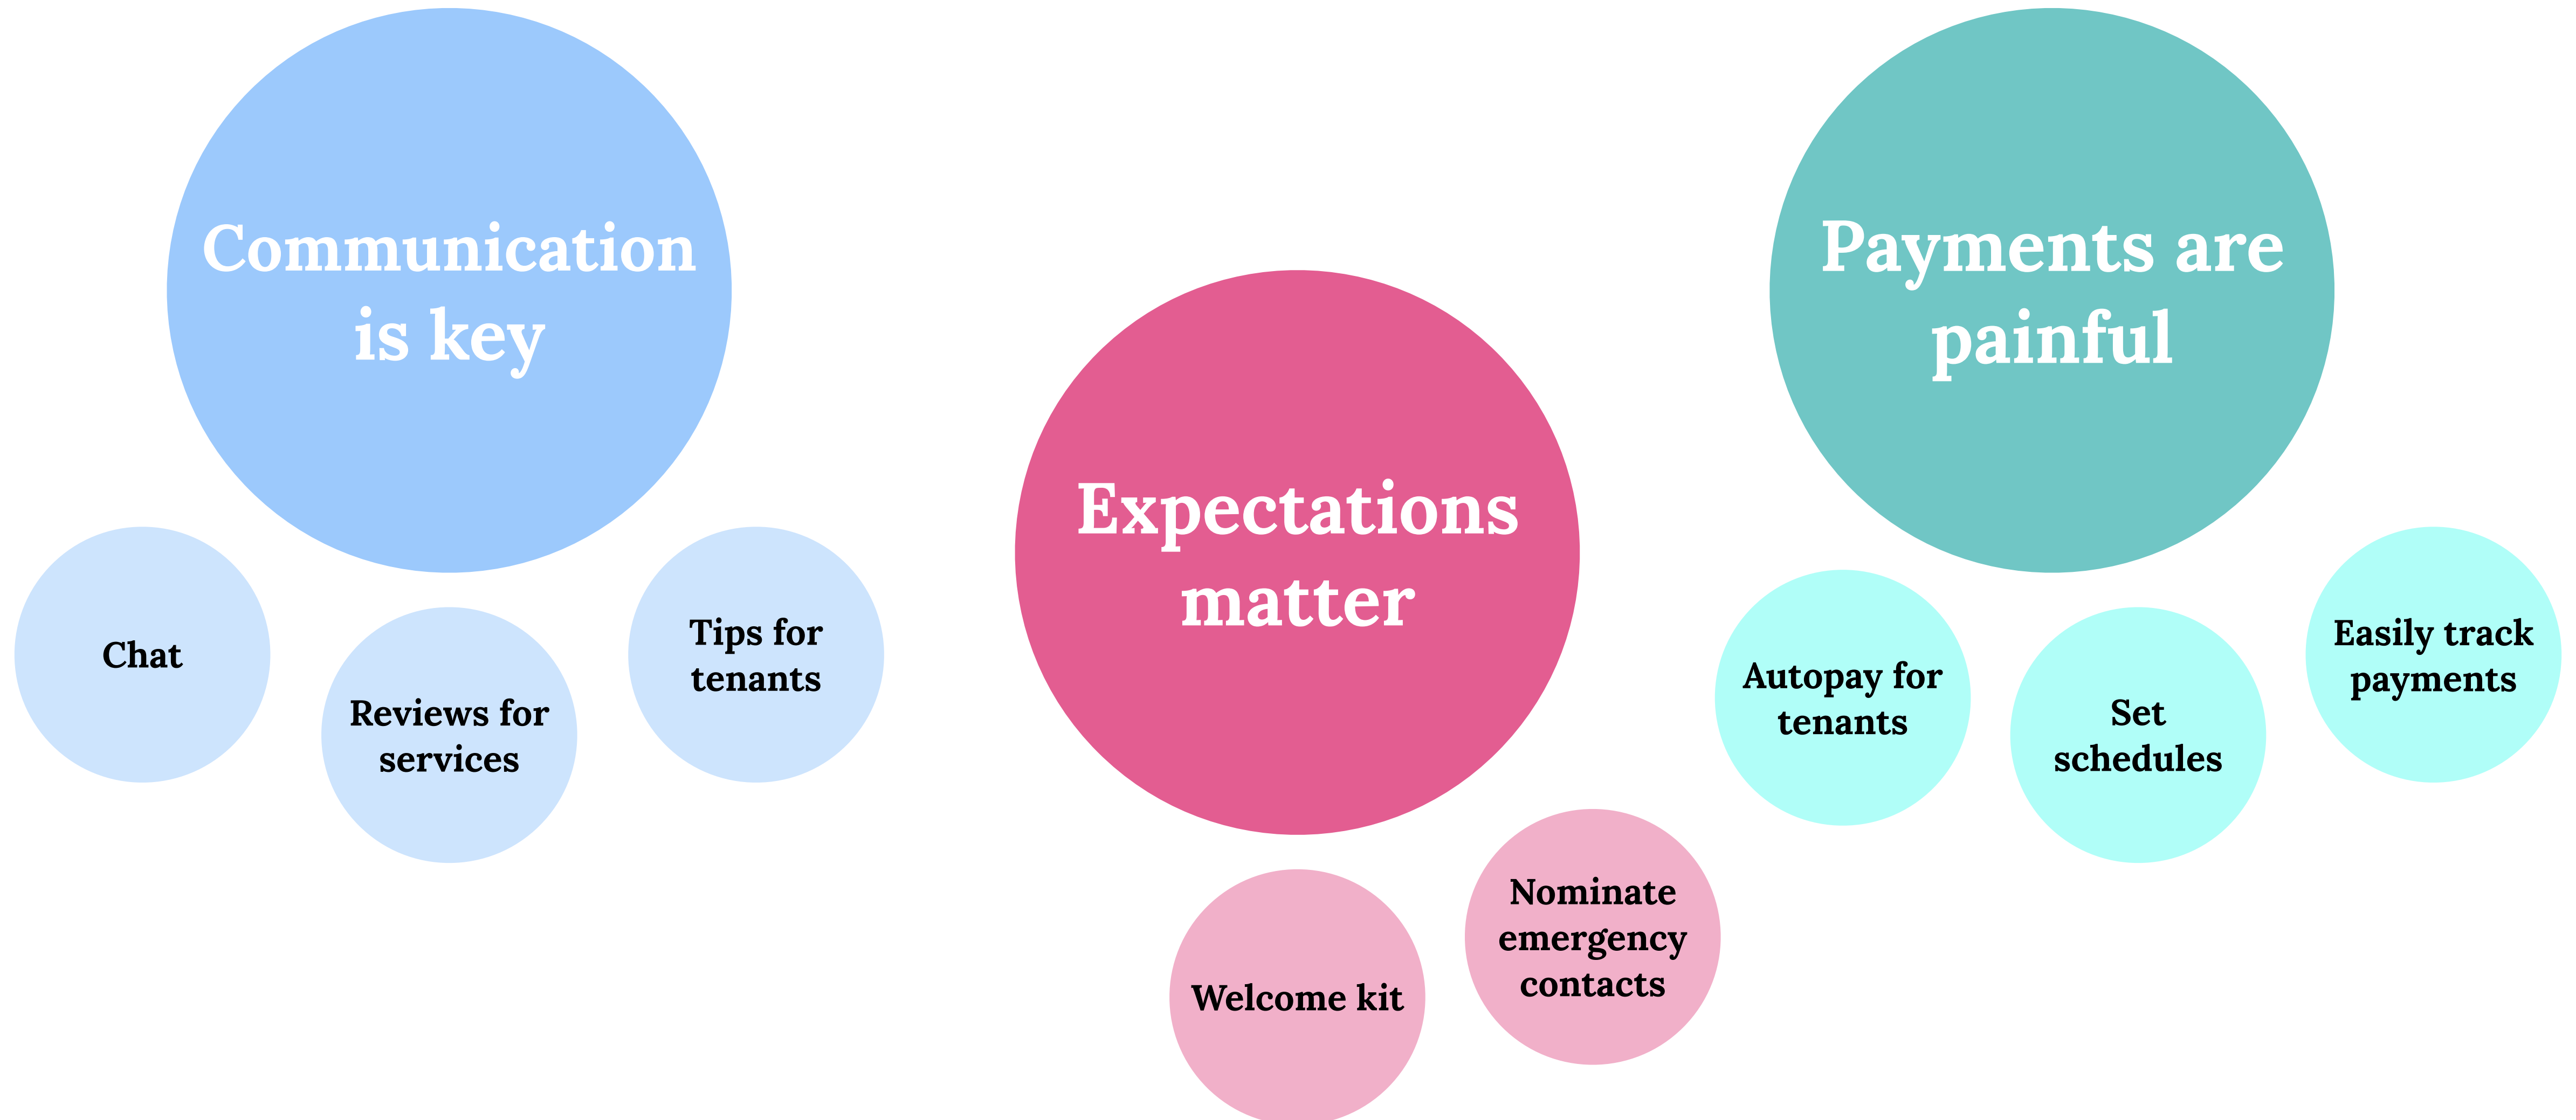 Communication
is key
Chat
Reviews for
services
Tips for
tenants
Expectations
matter
Welcome kit
Nominate
emergency
contacts
Payments are
painful
Autopay for
tenants
Set
schedules
Easily track
payments